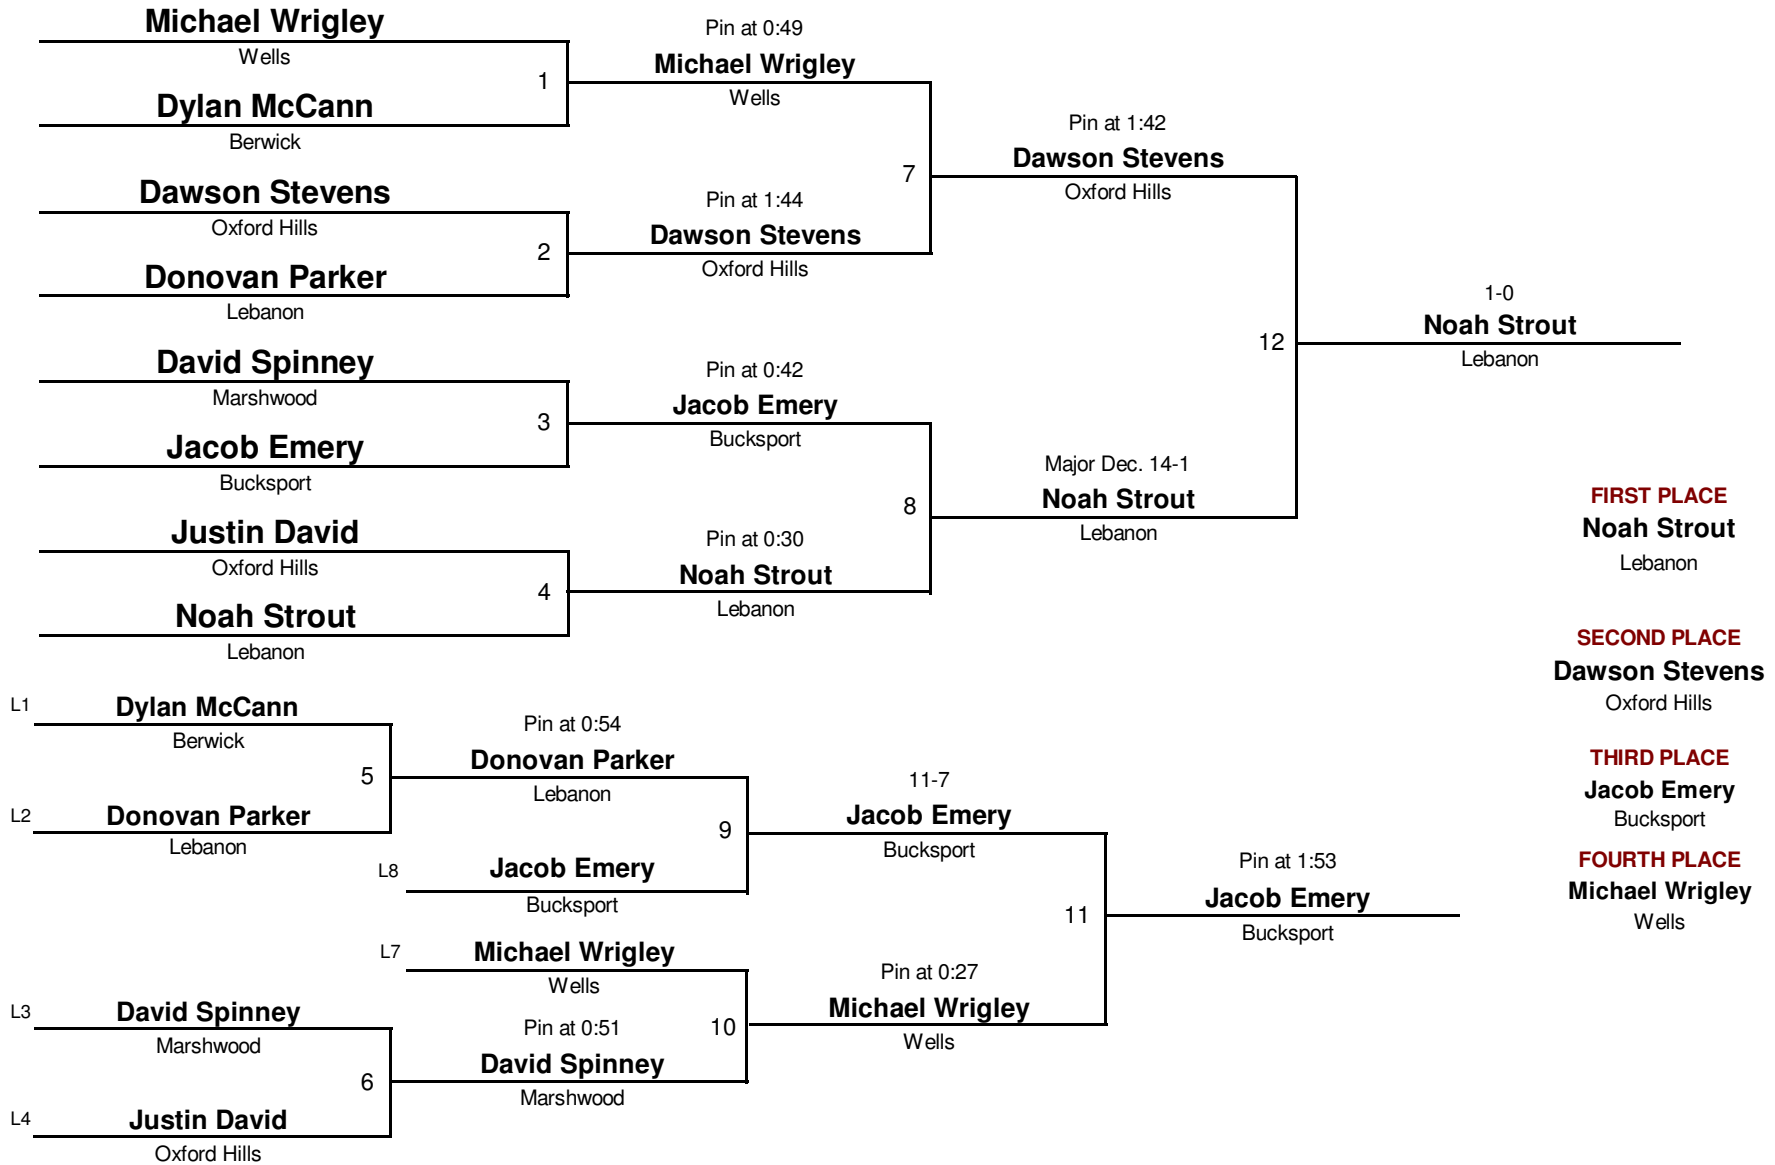 Michael Wrigley
Wells
1
Dylan McCann
Berwick
Pin at 0:49
Michael Wrigley
Wells
Dawson Stevens
Oxford Hills
2
Donovan Parker
Lebanon
Pin at 1:44
Dawson Stevens
Oxford Hills
7
Pin at 1:42
Dawson Stevens
Oxford Hills
David Spinney
Marshwood
3
Jacob Emery
Bucksport
Pin at 0:42
Jacob Emery
Bucksport
Justin David
Oxford Hills
4
Noah Strout
Lebanon
Pin at 0:30
Noah Strout
Lebanon
8
Major Dec. 14-1
Noah Strout
Lebanon
12
1-0
Noah Strout
Lebanon
FIRST PLACE
Noah Strout
Lebanon
SECOND PLACE
Dawson Stevens
Oxford Hills
THIRD PLACE
Jacob Emery
Bucksport
FOURTH PLACE
Michael Wrigley
Wells
L1 Dylan McCann
Berwick
5
L2 Donovan Parker
Lebanon
Pin at 0:54
Donovan Parker
Lebanon
9
L8 Jacob Emery
Bucksport
11-7
Jacob Emery
Bucksport
L7 Michael Wrigley
Wells
10
L3 David Spinney
Marshwood
6
L4 Justin David
Oxford Hills
Pin at 0:51
David Spinney
Marshwood
Pin at 0:27
Michael Wrigley
Wells
11
Pin at 1:53
Jacob Emery
Bucksport